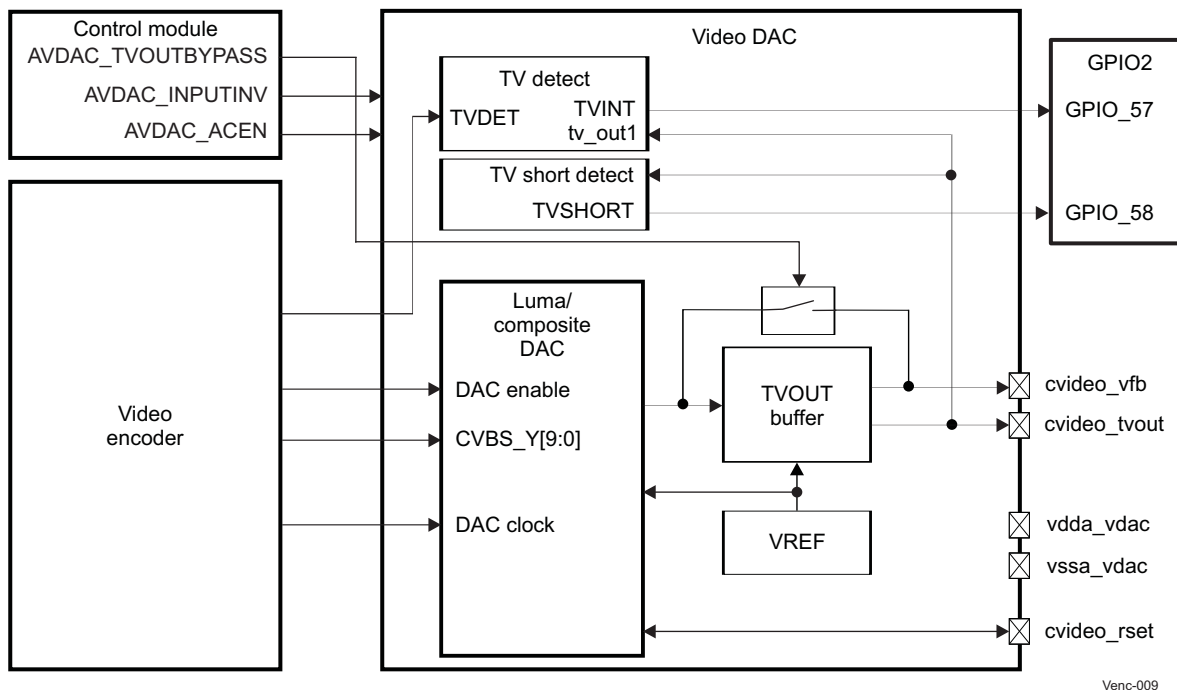 Control module
AVDAC_TVOUTBYPASS
AVDAC_INPUTINV
AVDAC_ACEN
Video encoder
Video DAC
TV detect
TVDET
TVINT
tv_out1
TV short detect
TVSHORT
GPIO2
GPIO_57
GPIO_58
Luma/
composite
DAC
DAC enable
CVBS_Y[9:0]
DAC clock
TVOUT
buffer
VREF
cvideo_vfb
cvideo_tvout
vdda_vdac
vssa_vdac
cvideo_rset
Venc-009